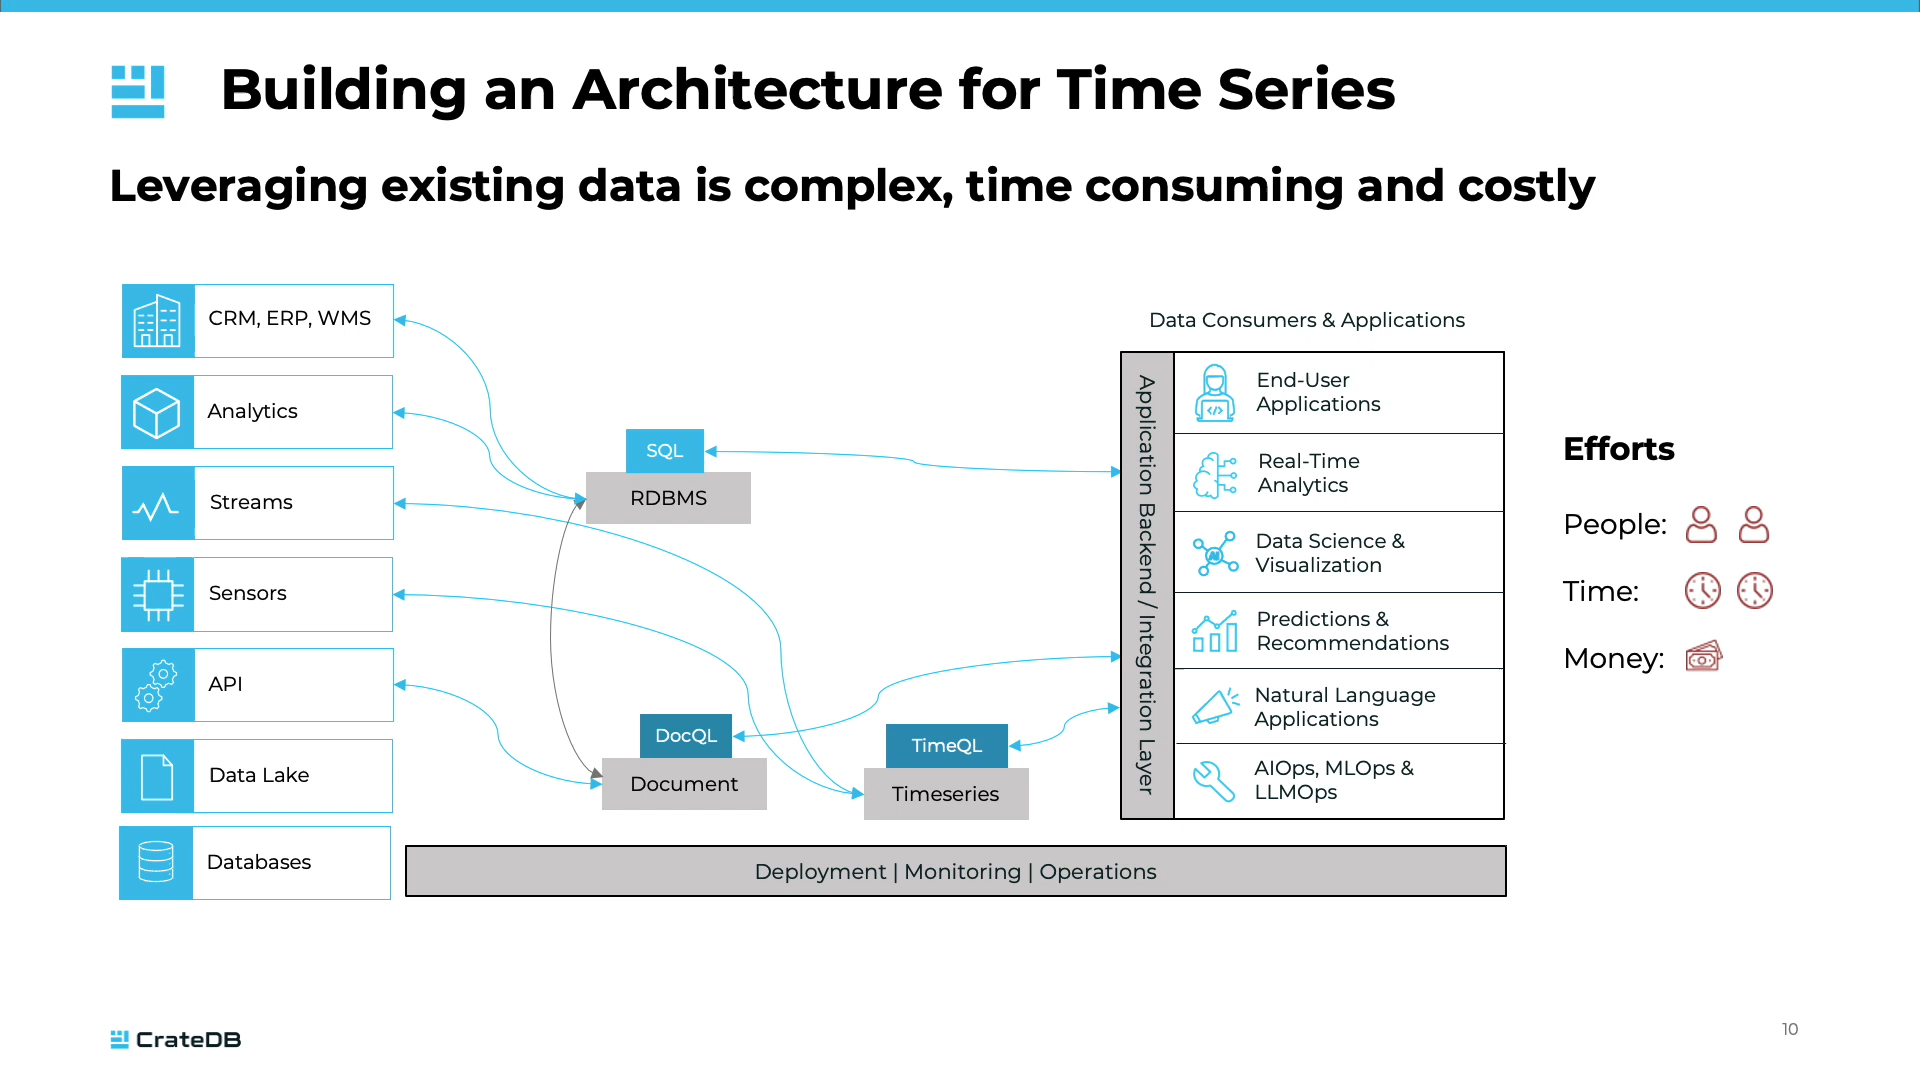 Building an Architecture for Time Series
Leveraging existing data is complex, time consuming and costly
CRM, ERP, WMS
Analytics
Streams
Sensors
API
Data Lake
Databases
SQL
RDBMS
DocQL
Document
TimeQL
Timeseries
Data Consumers & Applications
Application Backend / Integration Layer
End-User
Applications
Real-Time
Analytics
AI
Data Science &
Visualization
Predictions &
Recommendations
Natural Language
Applications
AIOps, MLOps &
LLMOps
Deployment | Monitoring | Operations
Efforts
People:
Time:
Money:
CrateDB
10